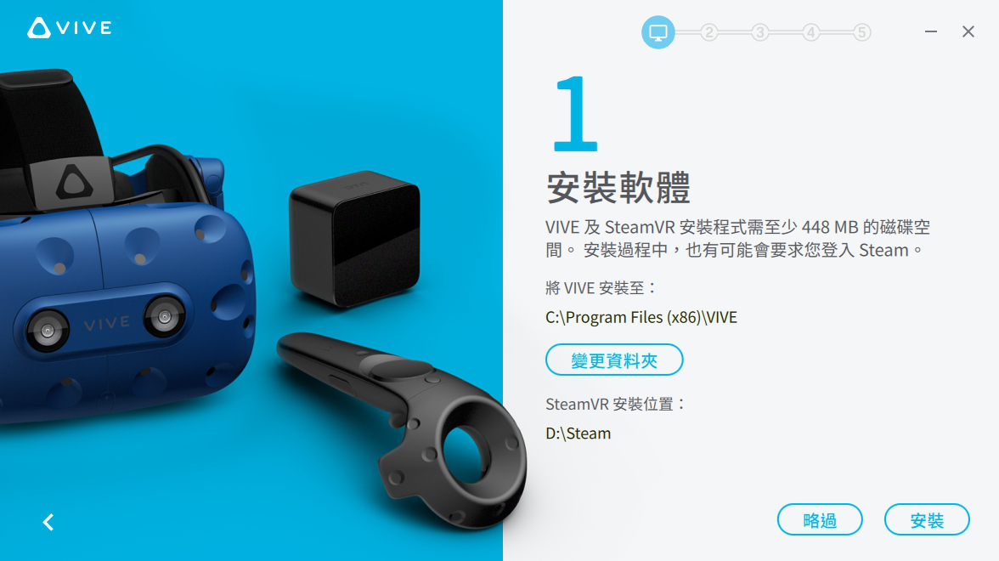 VIVE
2 3 4 5
1
安裝軟體
VIVE 及 SteamVR 安裝程式需至少 448 MB 的磁碟空
間。 安裝過程中，也有可能會要求您登入 Steam。
將 VIVE 安裝至：
C:\Program Files (x86)\VIVE
變更資料夾
SteamVR 安裝位置：
D:\Steam
略過
安裝
VIVE